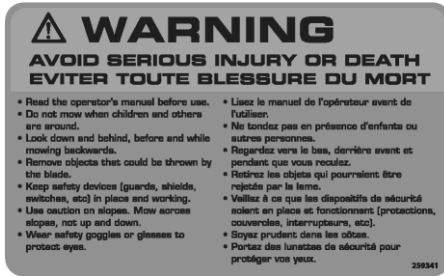 ⚠ WARNING
AVOID SERIOUS INJURY OR DEATH
EVITER TOUTE BLESSURE DU MORT
• Read the operator's manual before use.
• Do not mow when children and others
are around.
• Look down and behind, before and while
mowing backwards.
• Remove objects that could be thrown by
the blade.
• Keep safety devices (guards, shields,
switches, etc) in place and working.
• Use caution on slopes. Mow across
slopes, not up and down.
• Wear safety goggles or glasses to
protect eyes.
• Lisez le manuel de l'opérateur avant de
l'utiliser.
• Ne tondez pas en présence d'enfants ou
autres personnes.
• Regardez vers le bas, derrière avant et
pendant que vous reculez.
• Retirez les objets qui pourraient être
rejetés par la lame.
• Veillez à ce que les dispositifs de sécurité
soient en place et fonctionnent (protections,
couvercles, interrupteurs, etc).
• Soyez prudent dans les côtes.
• Portez des lunettes de sécurité pour
protéger vos yeux.
250341